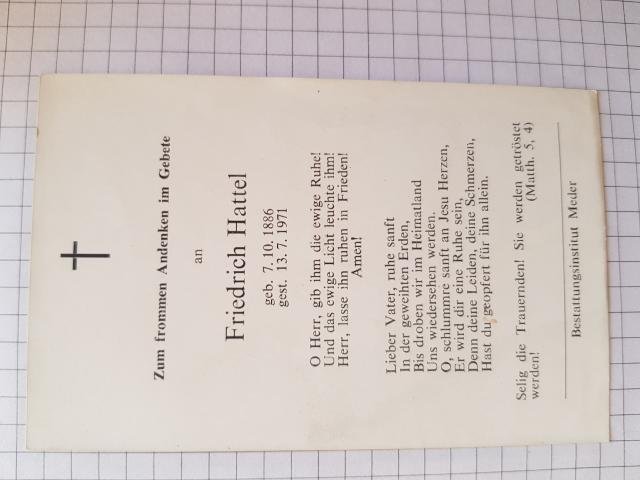 Zum frommen Andenken im Gebete
an
Friedrich Hattel
geb. 7. 10. 1886
gest. 13. 7. 1971
O Herr, gib ihm die ewige Ruhe!
Und das ewige Licht leuchte ihm!
Herr, lasse ihn ruhen in Frieden!
Amen!
Lieber Vater, ruhe sanft
In der geweihten Erden,
Bis droben wir im Heimatland
Uns wiedersehen werden.
O, schlummre sanft an Jesu Herzen,
Er wird dir eine Ruhe sein,
Denn deine Leiden, deine Schmerzen,
Hast du geopfert für ihn allein.
Selig die Trauernden! Sie werden getröstet
werden! (Matth. 5, 4)
Bestattungsinstitut Meder